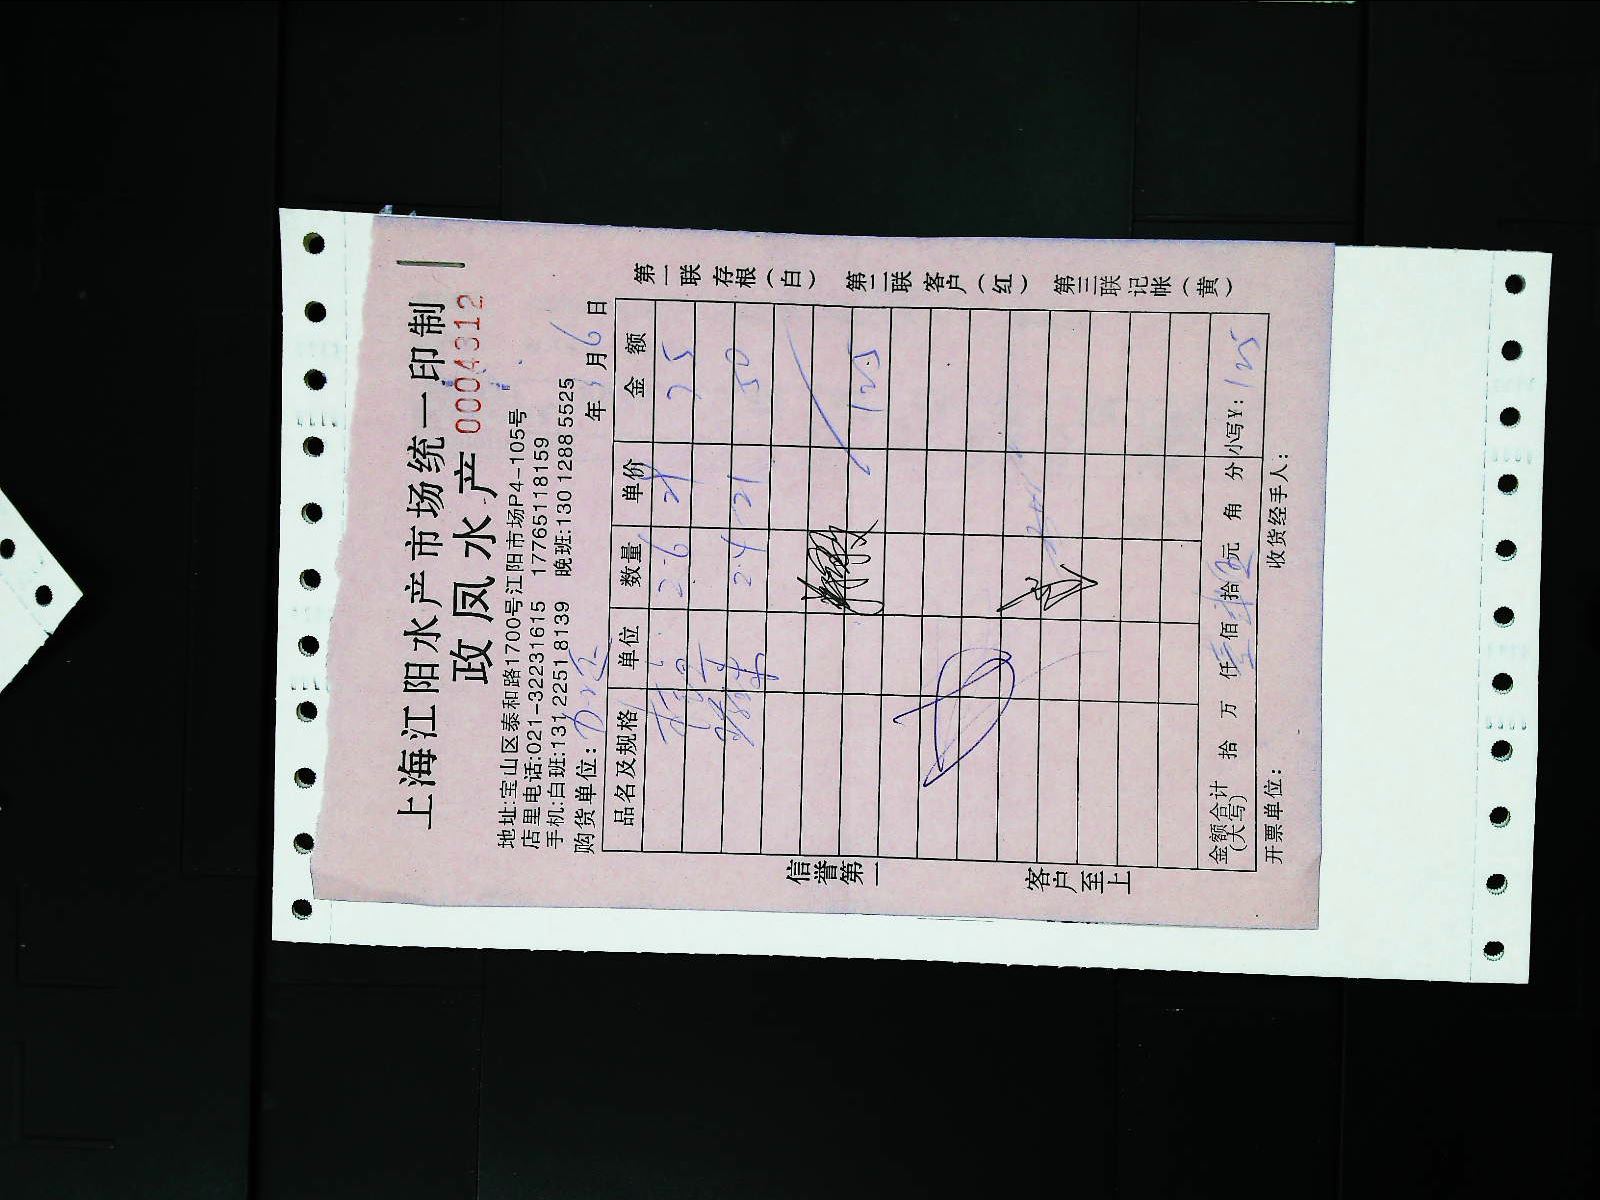 上海江阳水产市场统一印制
政凤水产
0004312
地址:宝山区泰和路1700号江阳市场P4-105号
店里电话:021-32231615 17765118159
手机:白班:131 2251 8139 晚班:130 1288 5525
购货单位: 年 月 6 日
品名及规格 单位 数量 单价 金额
2.6 75
2.4 21 50
125
金额合计(大写) 拾 万 仟 壹 佰 拾 元 角 分 小写¥: 125
开票单位: 收货经手人:
信誉第一
客户至上
第一联 存根(白) 第二联 客户(红) 第三联 记帐(黄)